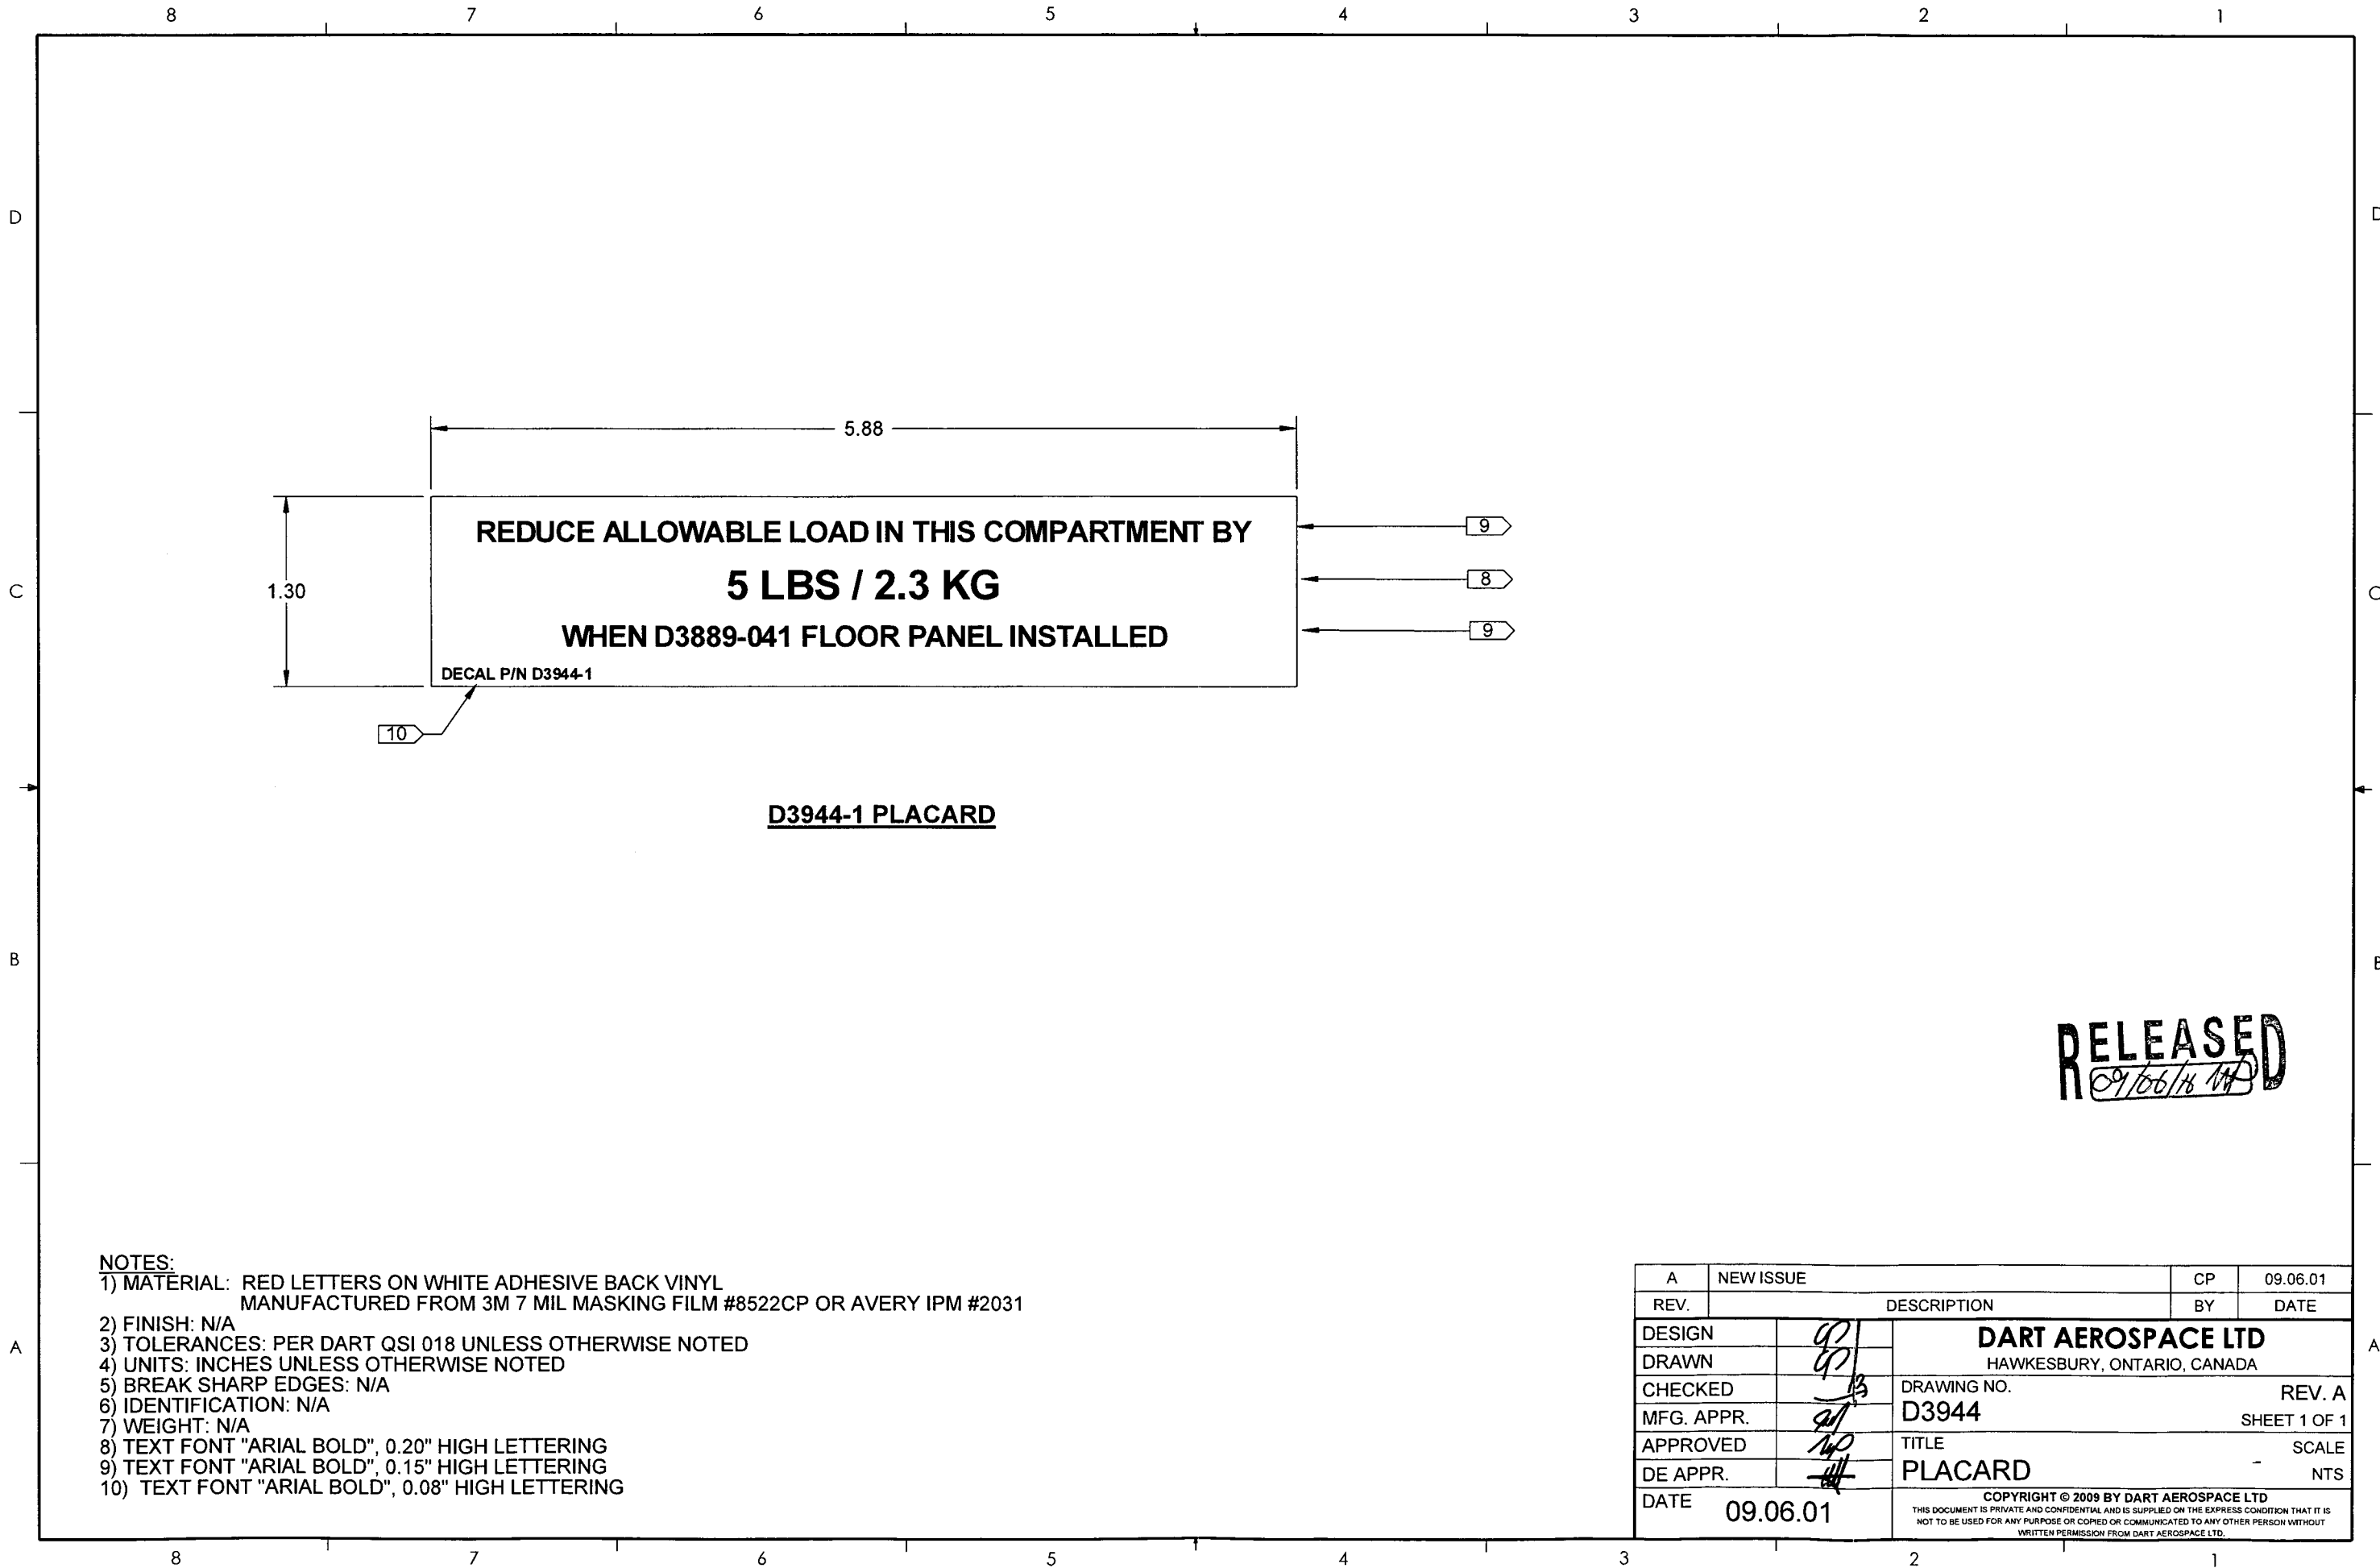 8 7 6 5 4 3 2 1
D D
5.88
REDUCE ALLOWABLE LOAD IN THIS COMPARTMENT BY
9
5 LBS / 2.3 KG
8
C 1.30 C
WHEN D3889-041 FLOOR PANEL INSTALLED
9
DECAL P/N D3944-1
10
D3944-1 PLACARD
B B
RELEASED
NOTES:
1) MATERIAL: RED LETTERS ON WHITE ADHESIVE BACK VINYL
MANUFACTURED FROM 3M 7 MIL MASKING FILM #8522CP OR AVERY IPM #2031
2) FINISH: N/A
3) TOLERANCES: PER DART QSI 018 UNLESS OTHERWISE NOTED
4) UNITS: INCHES UNLESS OTHERWISE NOTED
5) BREAK SHARP EDGES: N/A
6) IDENTIFICATION: N/A
7) WEIGHT: N/A
8) TEXT FONT "ARIAL BOLD", 0.20" HIGH LETTERING
9) TEXT FONT "ARIAL BOLD", 0.15" HIGH LETTERING
10) TEXT FONT "ARIAL BOLD", 0.08" HIGH LETTERING
A A
A NEW ISSUE CP 09.06.01
REV. DESCRIPTION BY DATE
DESIGN
DRAWN
CHECKED
MFG. APPR.
APPROVED
DE APPR.
DATE 09.06.01
DART AEROSPACE LTD
HAWKESBURY, ONTARIO, CANADA
DRAWING NO. REV. A
D3944 SHEET 1 OF 1
TITLE SCALE
PLACARD NTS
COPYRIGHT © 2009 BY DART AEROSPACE LTD
THIS DOCUMENT IS PRIVATE AND CONFIDENTIAL AND IS SUPPLIED ON THE EXPRESS CONDITION THAT IT IS
NOT TO BE USED FOR ANY PURPOSE OR COPIED OR COMMUNICATED TO ANY OTHER PERSON WITHOUT
WRITTEN PERMISSION FROM DART AEROSPACE LTD.
8 7 6 5 4 3 2 1